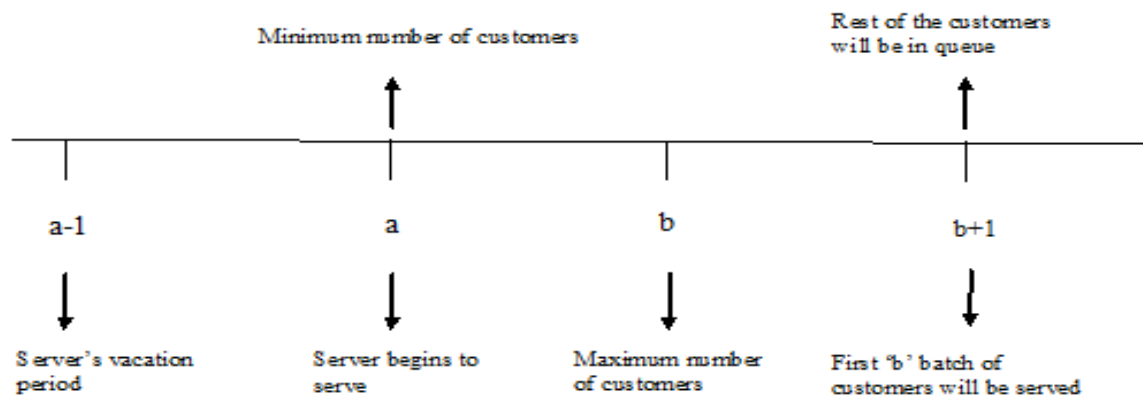 Minimum number of customers
Rest of the customers
will be in queue
a-1
a
b
b+1
Server's vacation
period
Server begins to
serve
Maximum number
of customers
First 'b' batch of
customers will be served